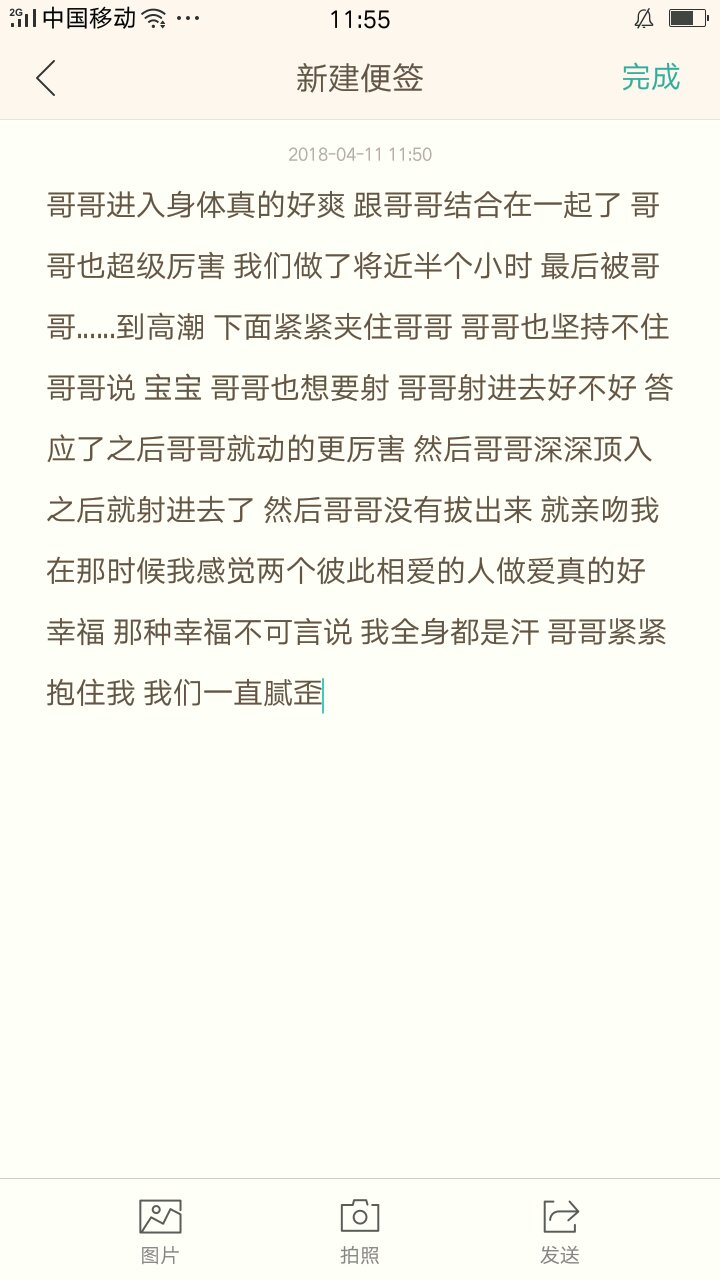 2G 中国移动 ... 11:55
新建便签 完成
2018-04-11 11:50
哥哥进入身体真的好爽 跟哥哥结合在一起了 哥
哥也超级厉害 我们做了将近半个小时 最后被哥
哥......到高潮 下面紧紧夹住哥哥 哥哥也坚持不住
哥哥说 宝宝 哥哥也想要射 哥哥射进去好不好 答
应了之后哥哥就动的更厉害 然后哥哥深深顶入
之后就射进去了 然后哥哥没有拔出来 就亲吻我
在那时候我感觉两个彼此相爱的人做爱真的好
幸福 那种幸福不可言说 我全身都是汗 哥哥紧紧
抱住我 我们一直腻歪
图片 拍照 发送